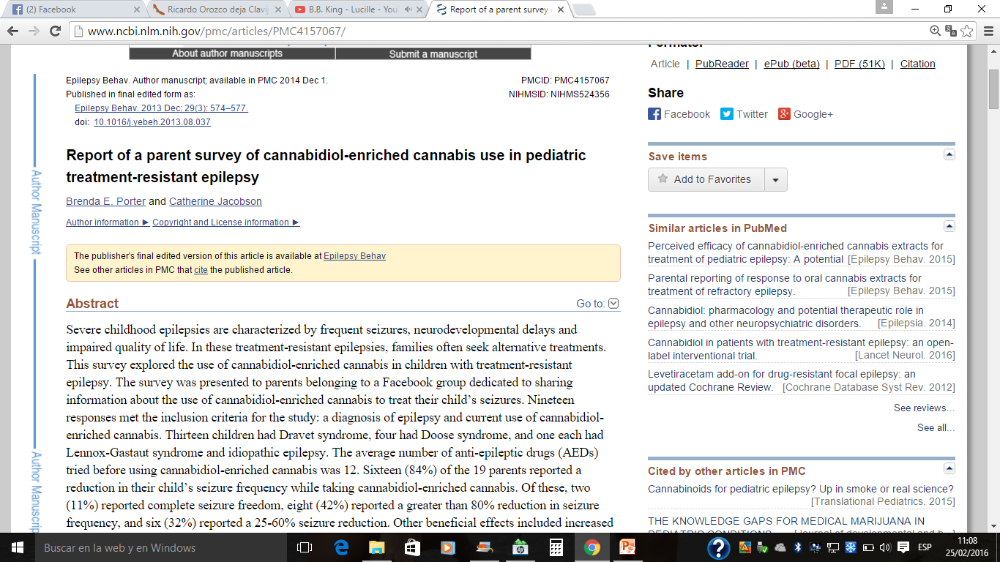 (2) Facebook
Ricardo Orozco deja Clavij
B.B. King - Lucille - You
Report of a parent survey
www.ncbi.nlm.nih.gov/pmc/articles/PMC4157067/
About author manuscripts
Submit a manuscript
Epilepsy Behav. Author manuscript; available in PMC 2014 Dec 1.
PMCID: PMC4157067
Published in final edited form as:
NIHMSID: NIHMS524356
Epilepsy Behav. 2013 Dec; 29(3): 574–577.
doi: 10.1016/j.yebeh.2013.08.037
Report of a parent survey of cannabidiol-enriched cannabis use in pediatric
treatment-resistant epilepsy
Brenda E. Porter and Catherine Jacobson
Author information ► Copyright and License information ►
The publisher's final edited version of this article is available at Epilepsy Behav
See other articles in PMC that cite the published article.
Abstract
Go to:
Severe childhood epilepsies are characterized by frequent seizures, neurodevelopmental delays and
impaired quality of life. In these treatment-resistant epilepsies, families often seek alternative treatments.
This survey explored the use of cannabidiol-enriched cannabis in children with treatment-resistant
epilepsy. The survey was presented to parents belonging to a Facebook group dedicated to sharing
information about the use of cannabidiol-enriched cannabis to treat their child’s seizures. Nineteen
responses met the inclusion criteria for the study: a diagnosis of epilepsy and current use of cannabidiol-
enriched cannabis. Thirteen children had Dravet syndrome, four had Doose syndrome, and one each had
Lennox-Gastaut syndrome and idiopathic epilepsy. The average number of anti-epileptic drugs (AEDs)
tried before using cannabidiol-enriched cannabis was 12. Sixteen (84%) of the 19 parents reported a
reduction in their child’s seizure frequency while taking cannabidiol-enriched cannabis. Of these, two
(11%) reported complete seizure freedom, eight (42%) reported a greater than 80% reduction in seizure
frequency, and six (32%) reported a 25-60% seizure reduction. Other beneficial effects included increased
Author Manuscript
Author Manuscript
Author Manuscript
Formats:
Article | PubReader | ePub (beta) | PDF (51K) | Citation
Share
Facebook
Twitter
Google+
Save items
Add to Favorites
Similar articles in PubMed
Perceived efficacy of cannabidiol-enriched cannabis extracts for
treatment of pediatric epilepsy: A potential [Epilepsy Behav. 2015]
Parental reporting of response to oral cannabis extracts for
treatment of refractory epilepsy. [Epilepsy Behav. 2015]
Cannabidiol: pharmacology and potential therapeutic role in
epilepsy and other neuropsychiatric disorders. [Epilepsia. 2014]
Cannabidiol in patients with treatment-resistant epilepsy: an open-
label interventional trial. [Lancet Neurol. 2016]
Levetiracetam add-on for drug-resistant focal epilepsy: an
updated Cochrane Review. [Cochrane Database Syst Rev. 2012]
See reviews...
See all...
Cited by other articles in PMC
Cannabinoids for pediatric epilepsy? Up in smoke or real science?
[Translational Pediatrics. 2015]
THE KNOWLEDGE GAPS FOR MEDICAL MARIJUANA IN
PEDIATRIC CONDITIONS
Buscar en la web y en Windows
ESP
11:08
25/02/2016